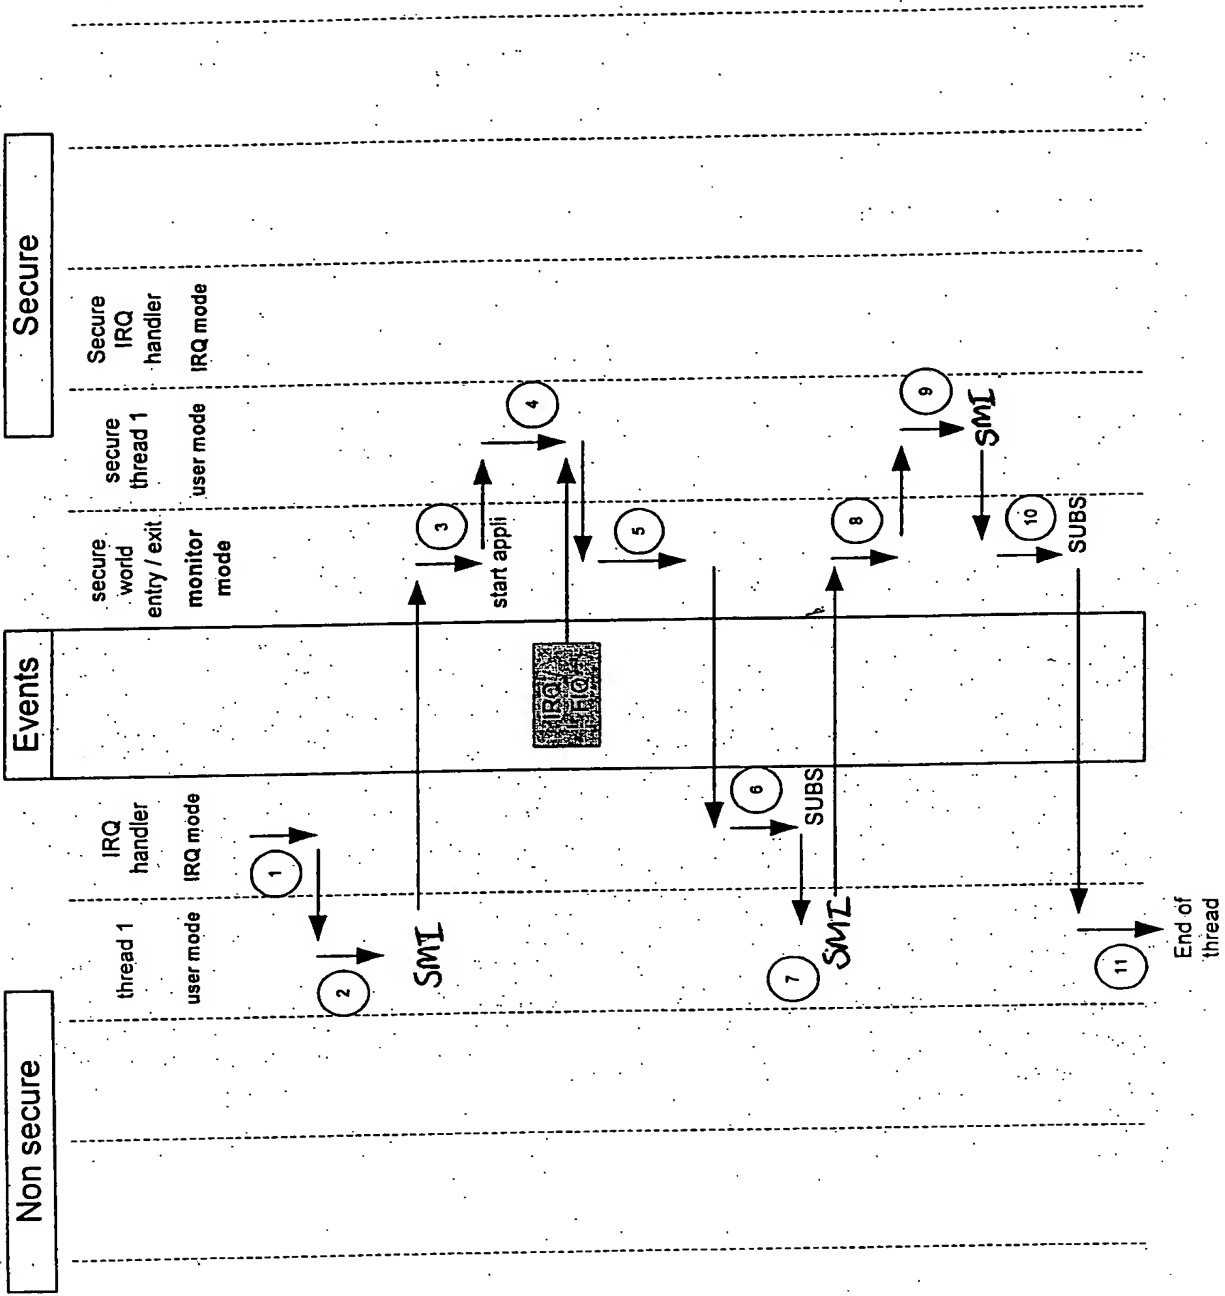 Non secure
Events
Secure
thread 1
user mode
IRQ
handler
IRQ mode
secure
world
entry / exit
monitor
mode
secure
thread 1
user mode
Secure
IRQ
handler
IRQ mode
1
2
SMI
3
start appli
4
IRQ /
FIQ
5
6
SUBS
7
SMI
8
9
SMI
10
SUBS
11
End of
thread